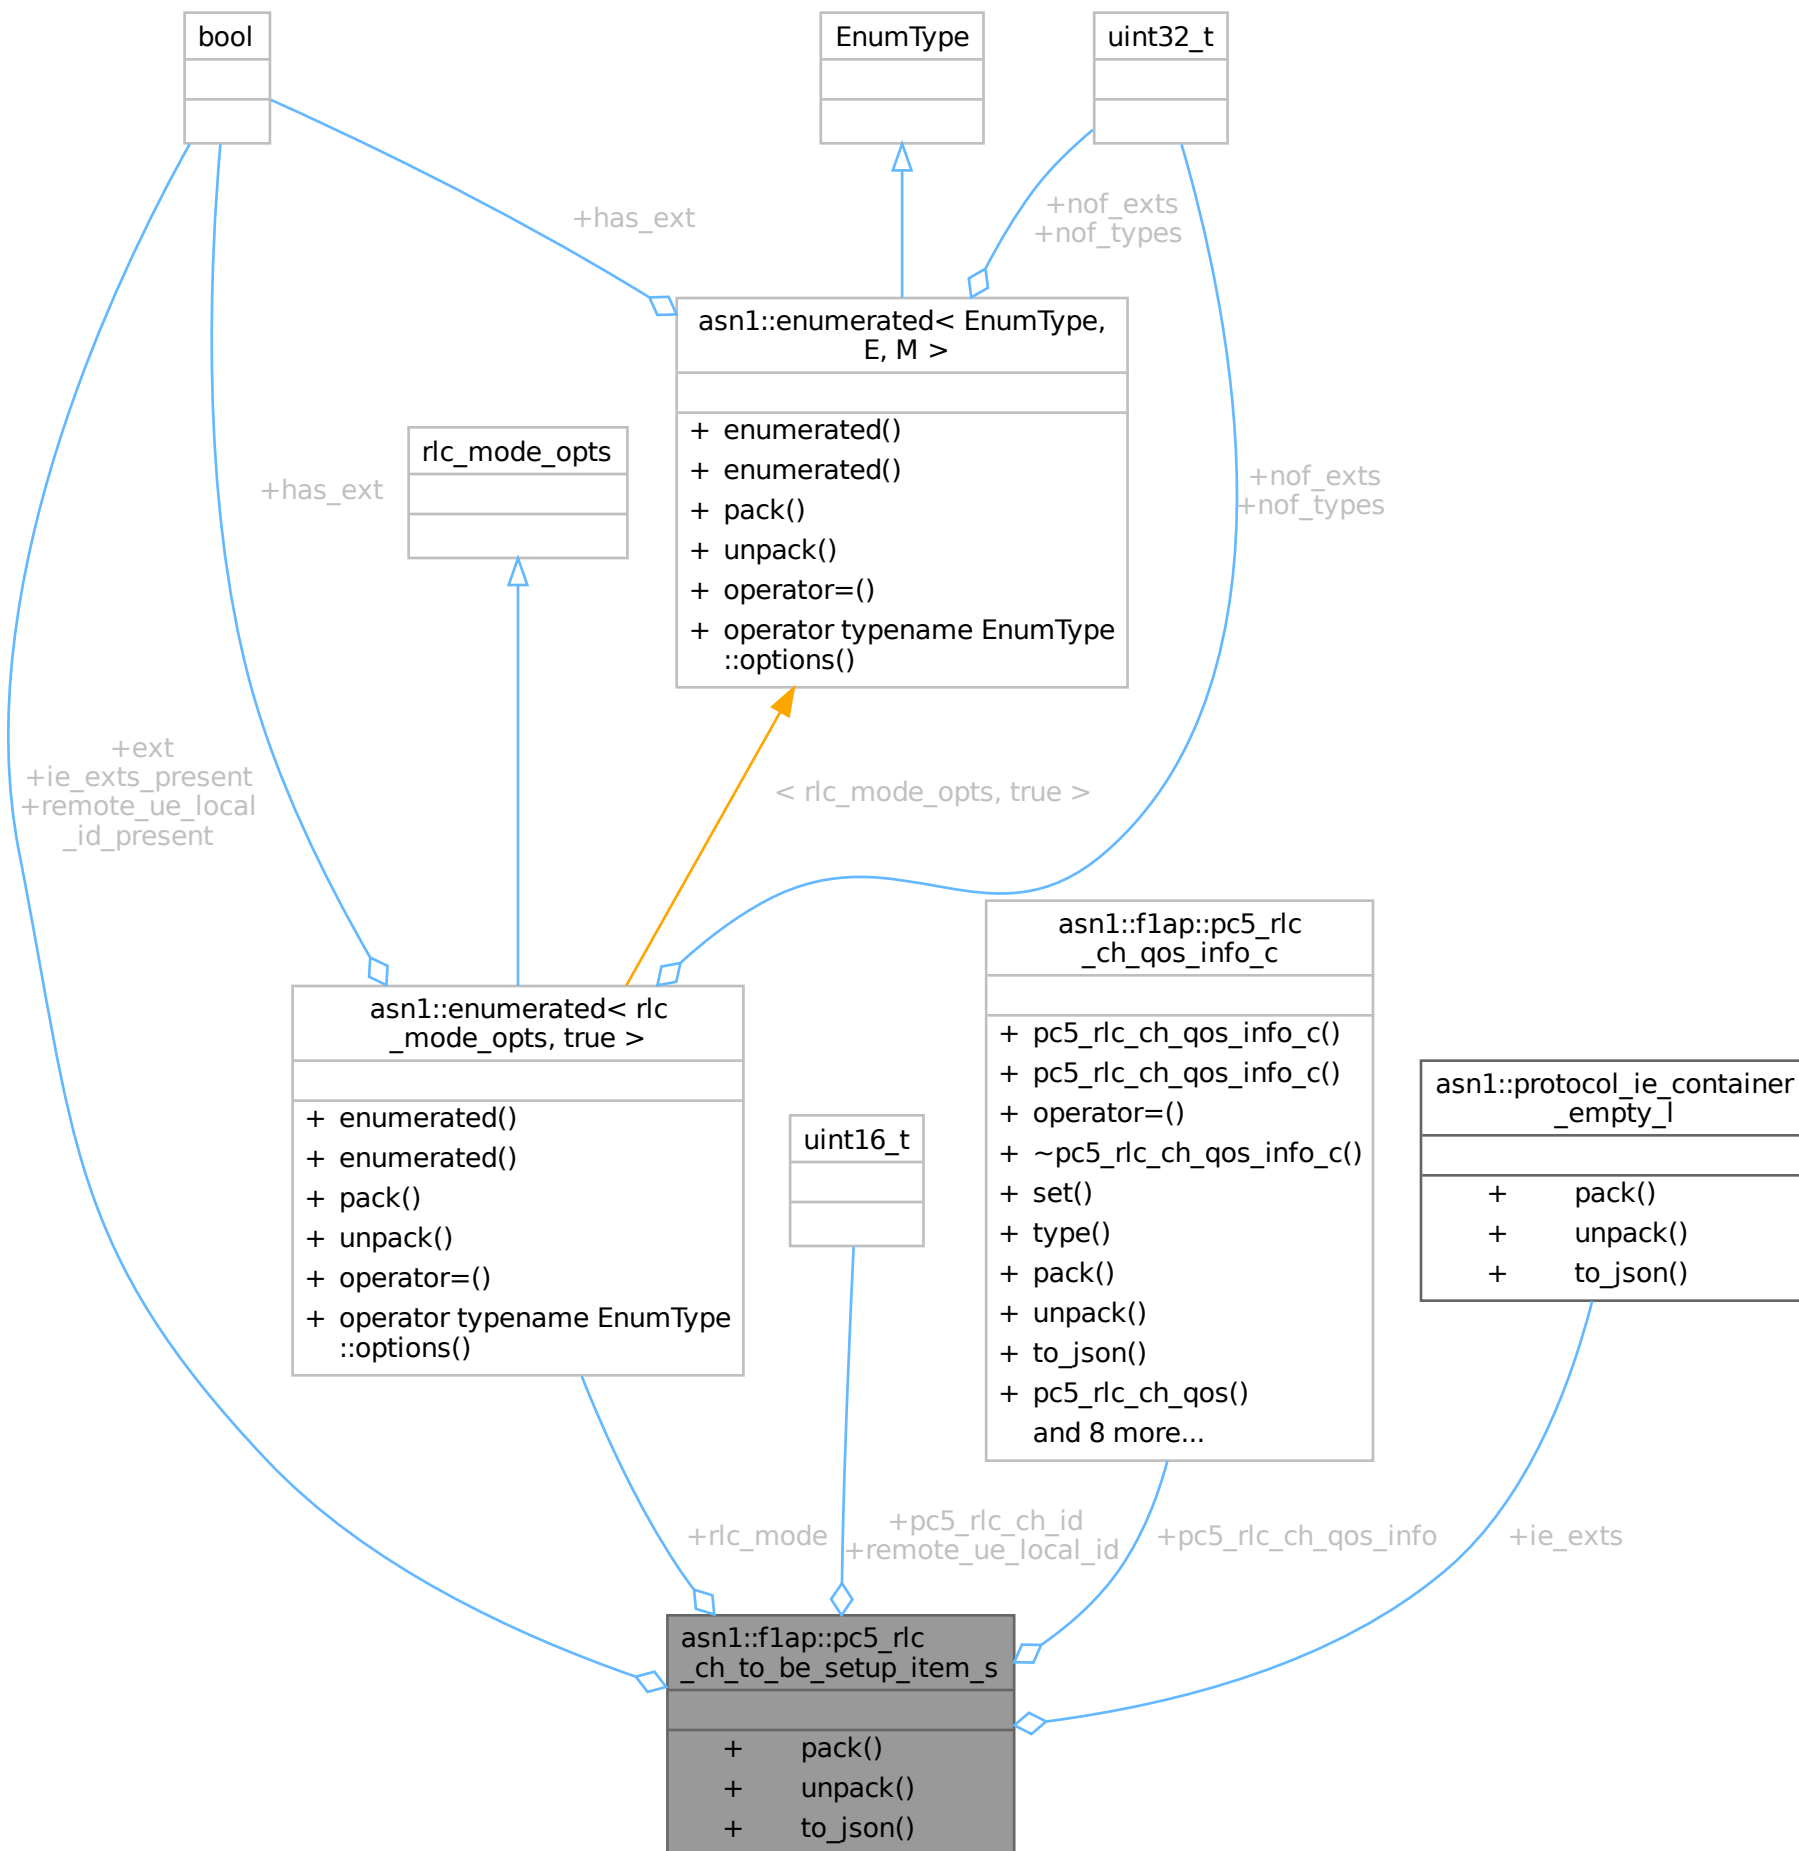 bool
EnumType
uint32_t
+has_ext
+nof_exts
+nof_types
asn1::enumerated< EnumType,
E, M >
+ enumerated()
+ enumerated()
+ pack()
+ unpack()
+ operator=()
+ operator typename EnumType
::options()
rlc_mode_opts
+has_ext
+nof_exts
+nof_types
+ext
+ie_exts_present
+remote_ue_local
_id_present
< rlc_mode_opts, true >
asn1::enumerated< rlc
_mode_opts, true >
+ enumerated()
+ enumerated()
+ pack()
+ unpack()
+ operator=()
+ operator typename EnumType
::options()
uint16_t
asn1::f1ap::pc5_rlc
_ch_qos_info_c
+ pc5_rlc_ch_qos_info_c()
+ pc5_rlc_ch_qos_info_c()
+ operator=()
+ ~pc5_rlc_ch_qos_info_c()
+ set()
+ type()
+ pack()
+ unpack()
+ to_json()
+ pc5_rlc_ch_qos()
and 8 more...
asn1::protocol_ie_container
_empty_l
+ pack()
+ unpack()
+ to_json()
+rlc_mode
+pc5_rlc_ch_id
+remote_ue_local_id
+pc5_rlc_ch_qos_info
+ie_exts
asn1::f1ap::pc5_rlc
_ch_to_be_setup_item_s
+ pack()
+ unpack()
+ to_json()